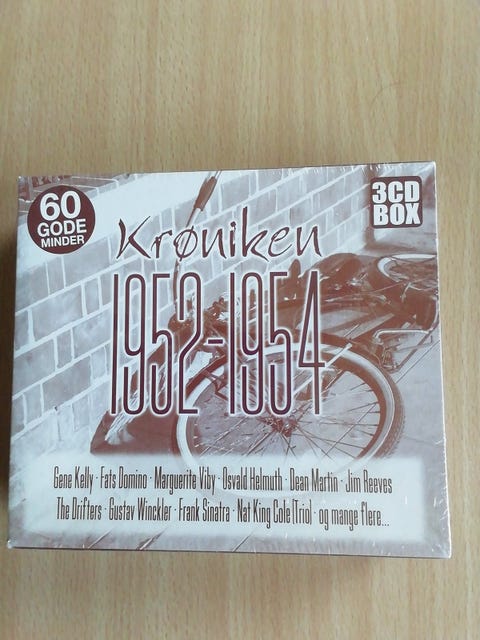 60
GODE
MINDER
3CD
BOX
Krøniken
1952-1954
Gene Kelly · Fats Domino · Marguerite Viby · Osvald Helmuth · Dean Martin · Jim Reeves
The Drifters · Gustav Winckler · Frank Sinatra · Nat King Cole (Trio) · og mange flere...